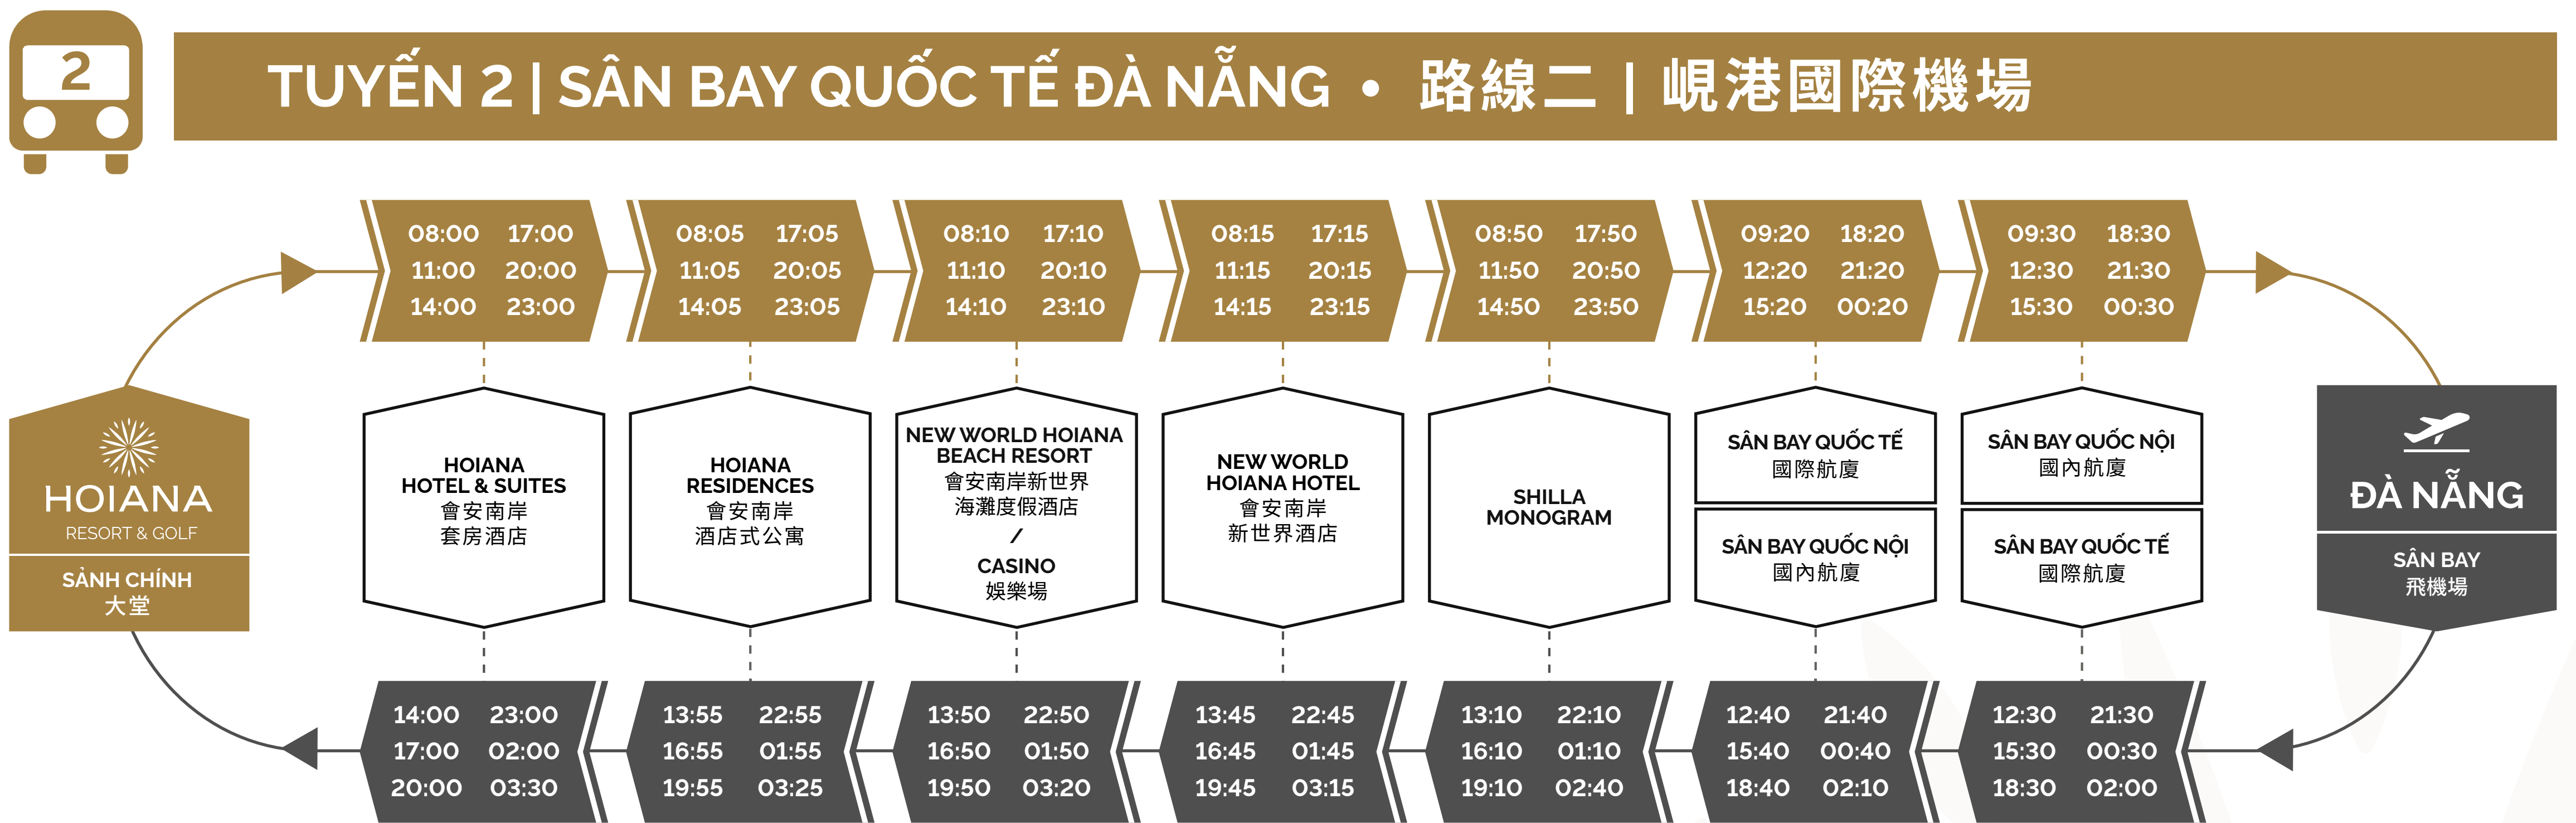 2
TUYẾN 2 | SÂN BAY QUỐC TẾ ĐÀ NẴNG • 路線二 | 峴港國際機場
08:00 17:00
11:00 20:00
14:00 23:00
08:05 17:05
11:05 20:05
14:05 23:05
08:10 17:10
11:10 20:10
14:10 23:10
08:15 17:15
11:15 20:15
14:15 23:15
08:50 17:50
11:50 20:50
14:50 23:50
09:20 18:20
12:20 21:20
15:20 00:20
09:30 18:30
12:30 21:30
15:30 00:30
HOIANA
RESORT & GOLF
SẢNH CHÍNH
大堂
HOIANA
HOTEL & SUITES
會安南岸
套房酒店
HOIANA
RESIDENCES
會安南岸
酒店式公寓
NEW WORLD HOIANA
BEACH RESORT
會安南岸新世界
海灘度假酒店
/
CASINO
娛樂場
NEW WORLD
HOIANA HOTEL
會安南岸
新世界酒店
SHILLA
MONOGRAM
SÂN BAY QUỐC TẾ
國際航廈
SÂN BAY QUỐC NỘI
國內航廈
SÂN BAY QUỐC NỘI
國內航廈
SÂN BAY QUỐC TẾ
國際航廈
ĐÀ NẴNG
SÂN BAY
飛機場
14:00 23:00
17:00 02:00
20:00 03:30
13:55 22:55
16:55 01:55
19:55 03:25
13:50 22:50
16:50 01:50
19:50 03:20
13:45 22:45
16:45 01:45
19:45 03:15
13:10 22:10
16:10 01:10
19:10 02:40
12:40 21:40
15:40 00:40
18:40 02:10
12:30 21:30
15:30 00:30
18:30 02:00